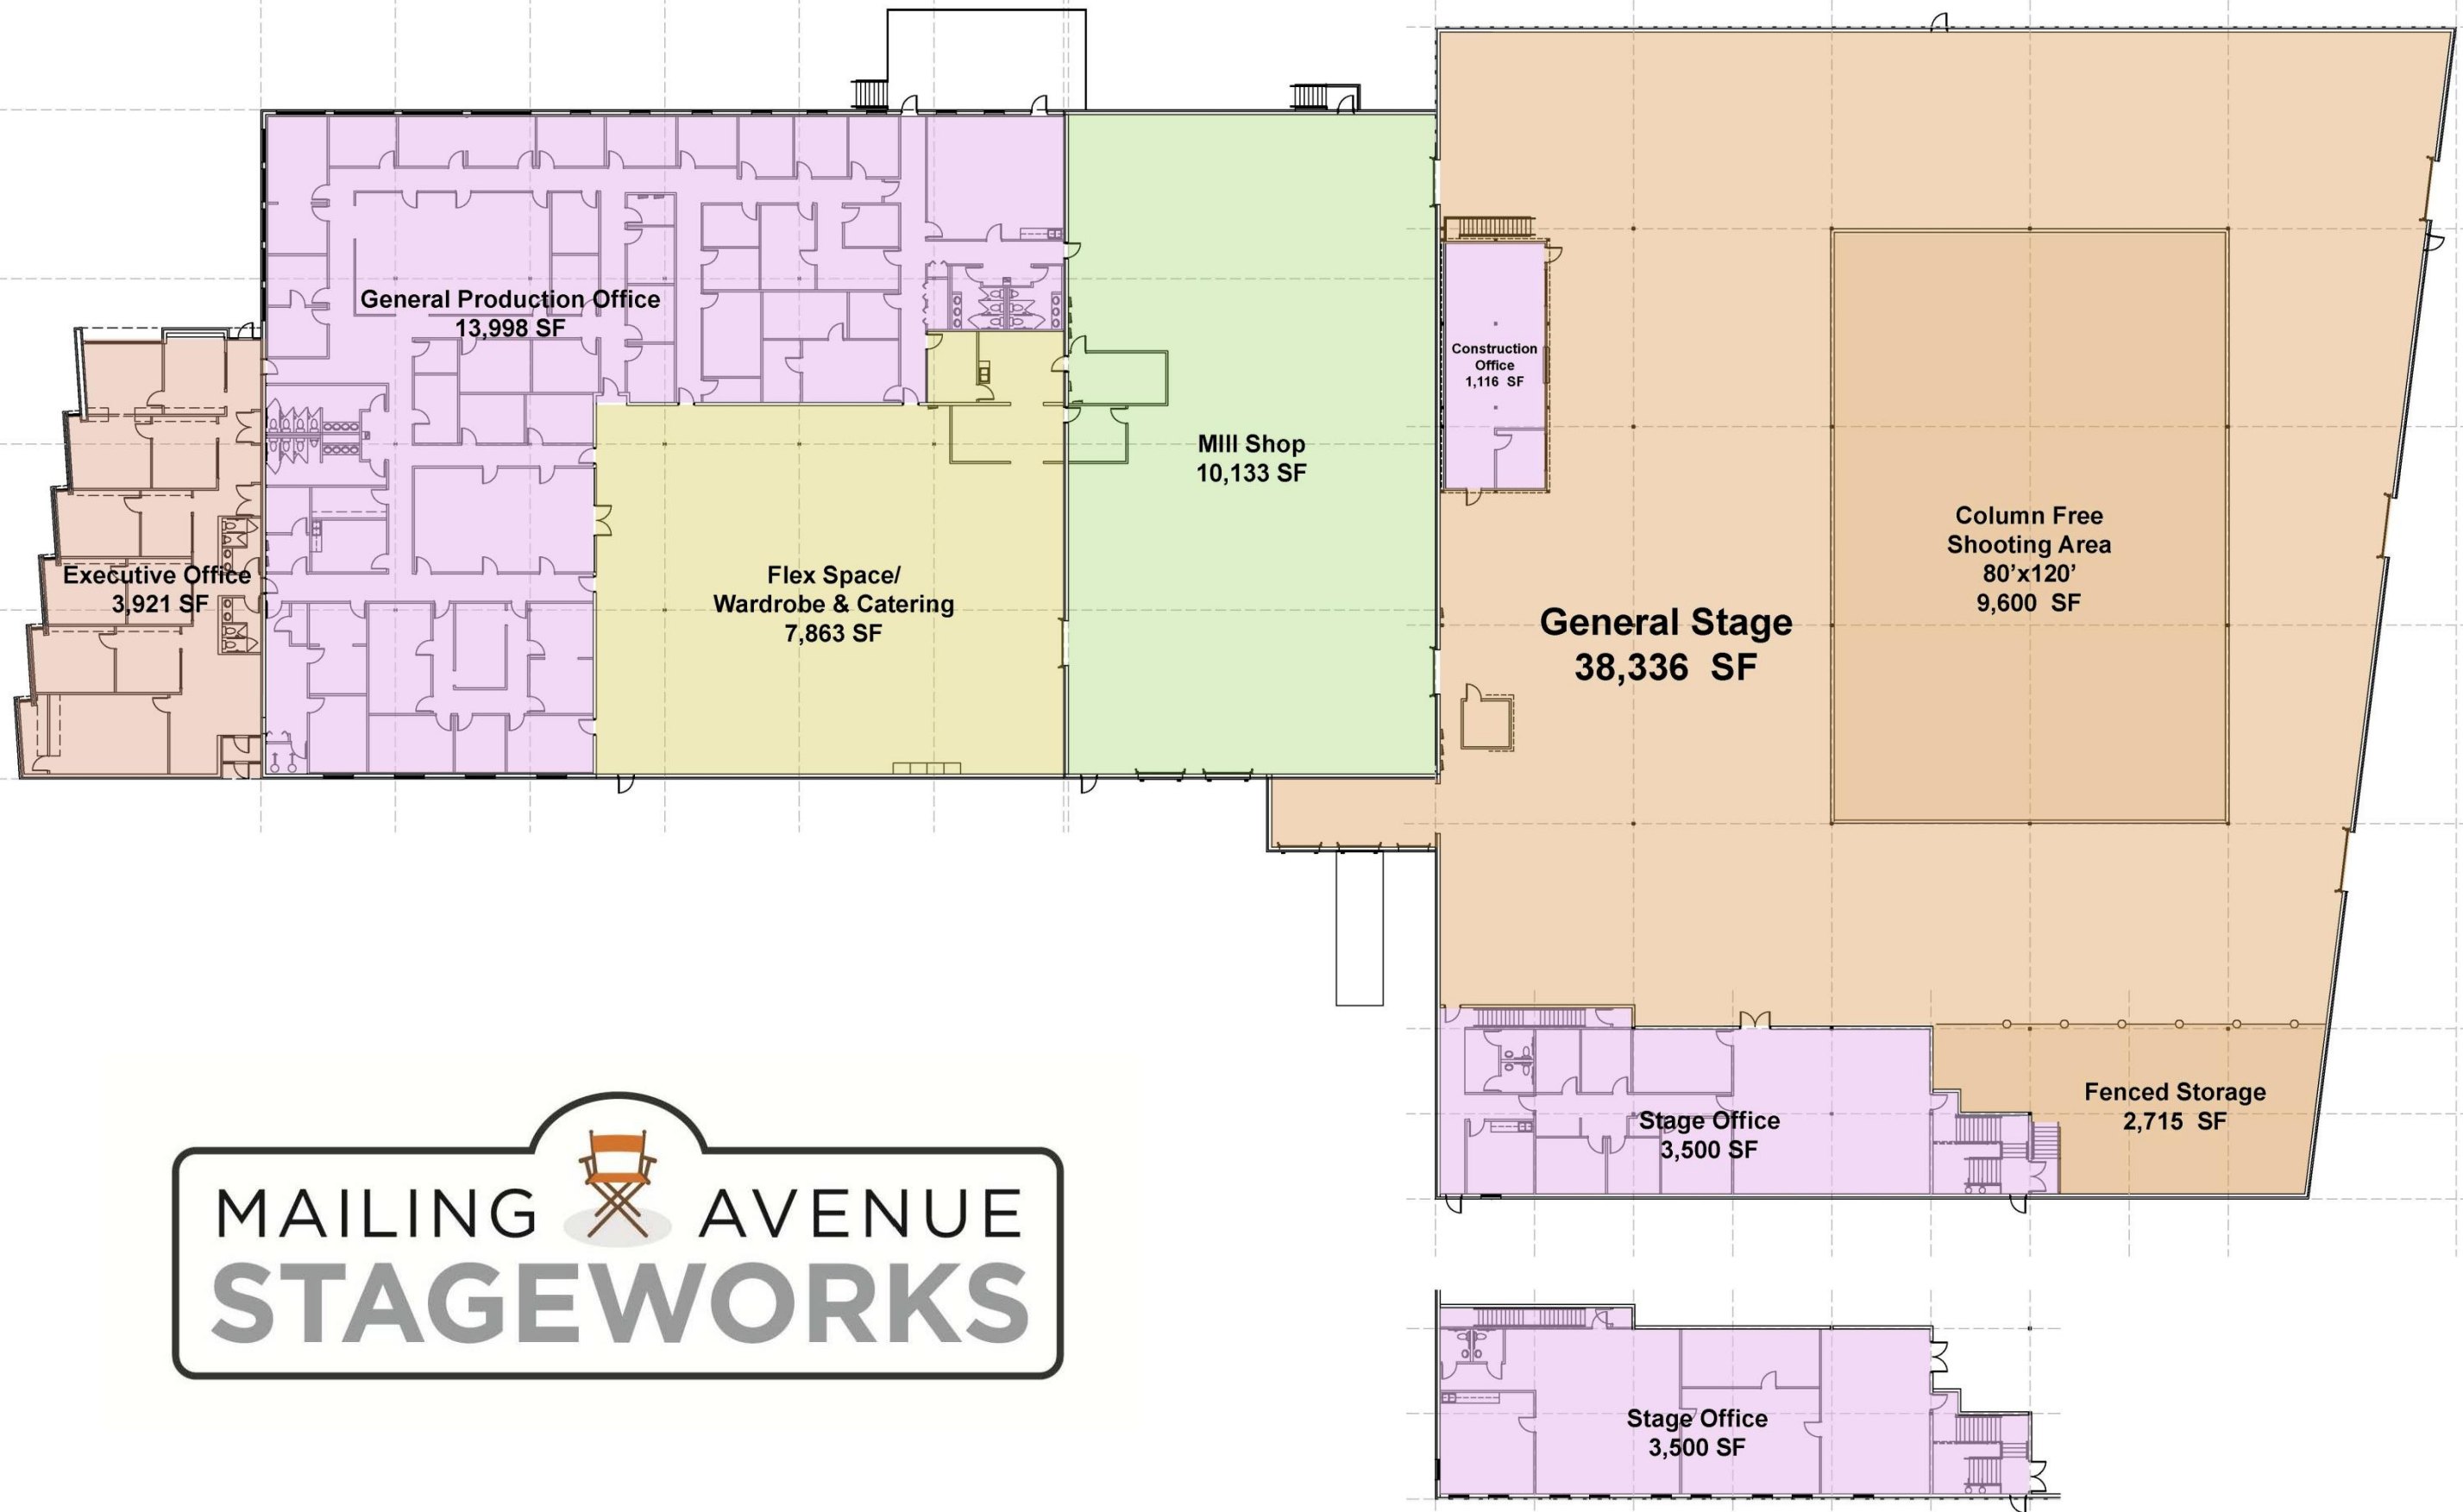 General Production Office
13,998 SF
Executive Office
3,921 SF
Flex Space/
Wardrobe & Catering
7,863 SF
MIll Shop
10,133 SF
Construction
Office
1,116 SF
General Stage
38,336 SF
Column Free
Shooting Area
80’x120’
9,600 SF
Stage Office
3,500 SF
Fenced Storage
2,715 SF
Stage Office
3,500 SF
MAILING AVENUE
STAGEWORKS